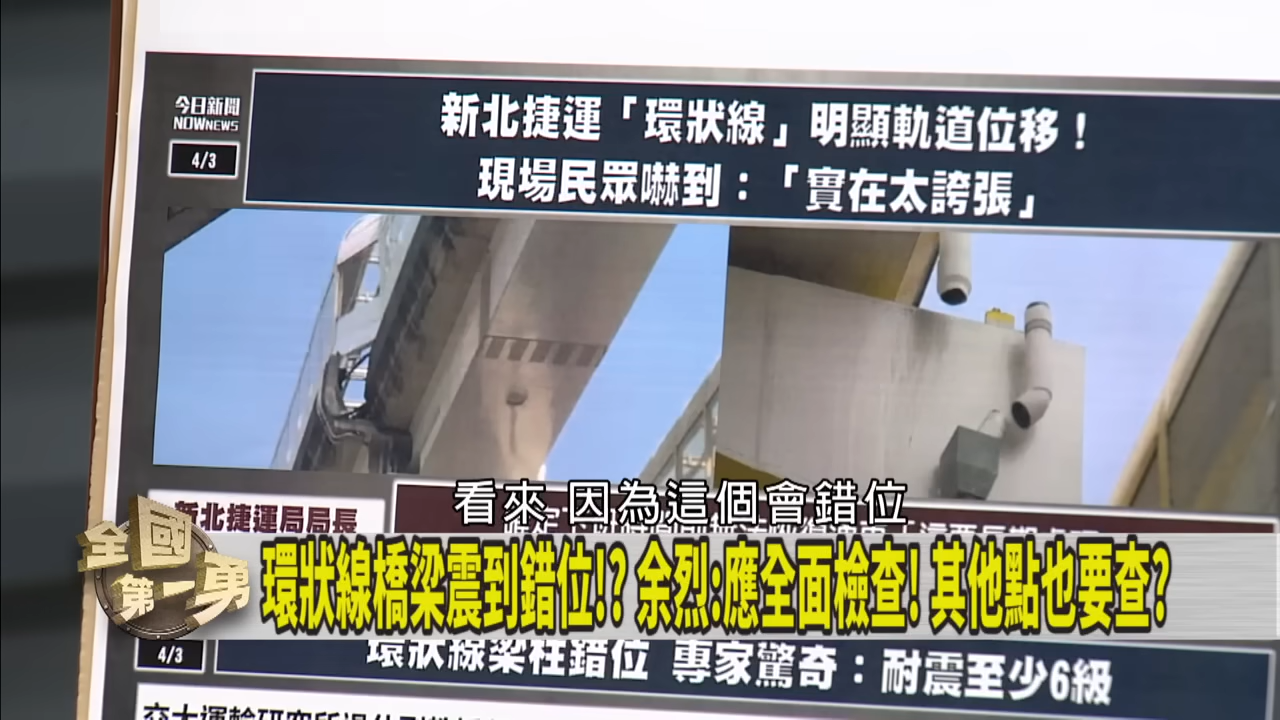 今日新聞
NOWnews
4/3
新北捷運「環狀線」明顯軌道位移！
現場民眾嚇到：「實在太誇張」
新北捷運局局長
看來 因為這個會錯位
全國第一勇
環狀線橋梁震到錯位!? 余烈:應全面檢查! 其他點也要查?
4/3
環狀線梁柱錯位 專家驚奇：耐震至少6級